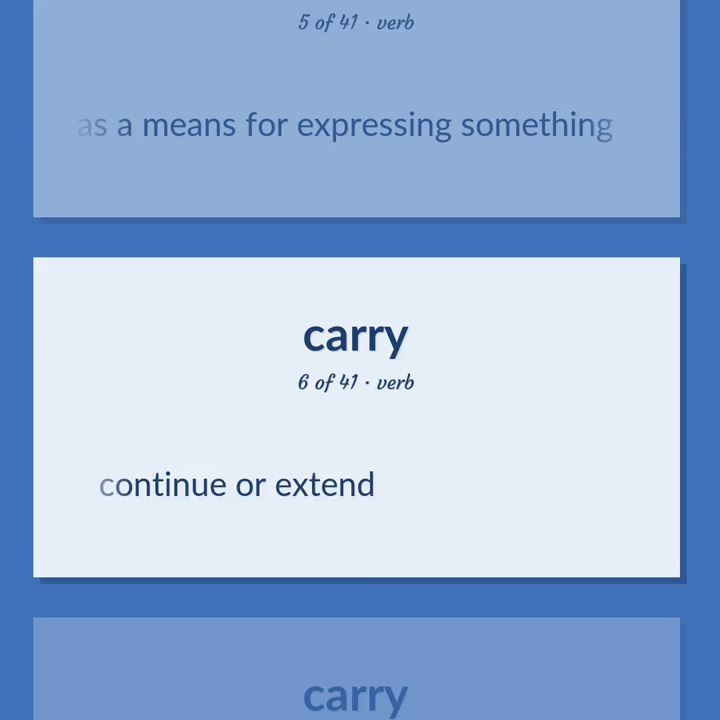 5 of 41 · verb
as a means for expressing something
carry
6 of 41 · verb
continue or extend
carry